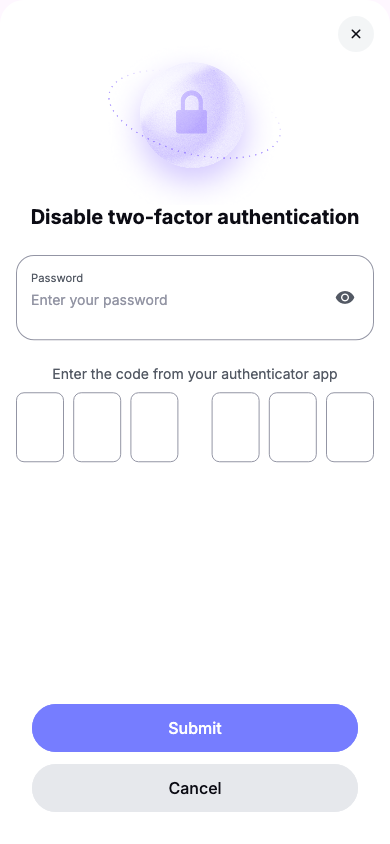 Disable two-factor authentication
Password
Enter your password
Enter the code from your authenticator app
Submit
Cancel